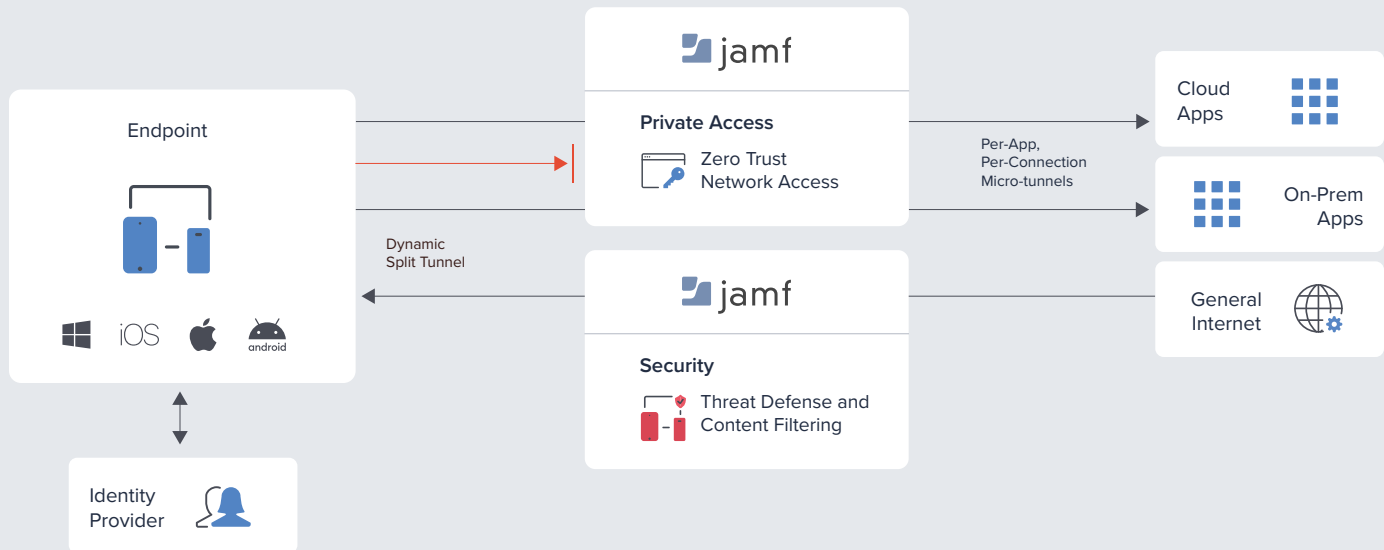 Endpoint
iOS
android
Identity
Provider
Dynamic
Split Tunnel
jamf
Private Access
Zero Trust
Network Access
jamf
Security
Threat Defense and
Content Filtering
Per-App,
Per-Connection
Micro-tunnels
Cloud
Apps
On-Prem
Apps
General
Internet